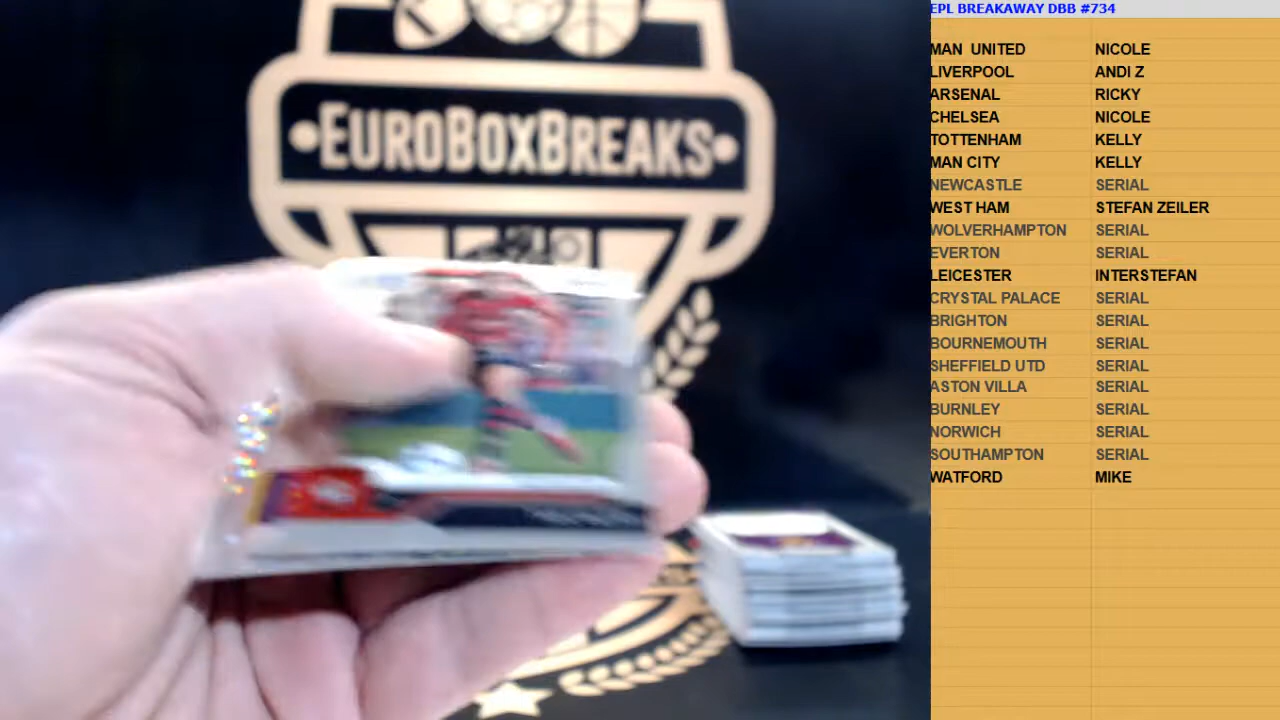 EUROBOXBREAKS
EPL BREAKAWAY DBB #734
MAN UNITED NICOLE
LIVERPOOL ANDI Z
ARSENAL RICKY
CHELSEA NICOLE
TOTTENHAM KELLY
MAN CITY KELLY
NEWCASTLE SERIAL
WEST HAM STEFAN ZEILER
WOLVERHAMPTON SERIAL
EVERTON SERIAL
LEICESTER INTERSTEFAN
CRYSTAL PALACE SERIAL
BRIGHTON SERIAL
BOURNEMOUTH SERIAL
SHEFFIELD UTD SERIAL
ASTON VILLA SERIAL
BURNLEY SERIAL
NORWICH SERIAL
SOUTHAMPTON SERIAL
WATFORD MIKE